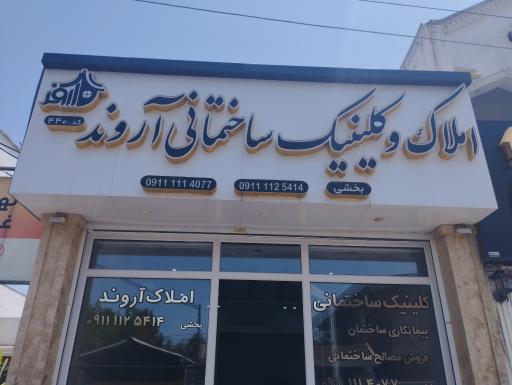 املاک و کلینیک ساختمانی آروند
آروند
کد: ۴۴۰
بخشی
0911 112 5414
0911 111 4077
کلینیک ساختمانی
پیمانکاری ساختمان
فروش مصالح ساختمانی
املاک آروند
بخشی
۰۹۱۱ ۱۱۲ ۵۴۱۴